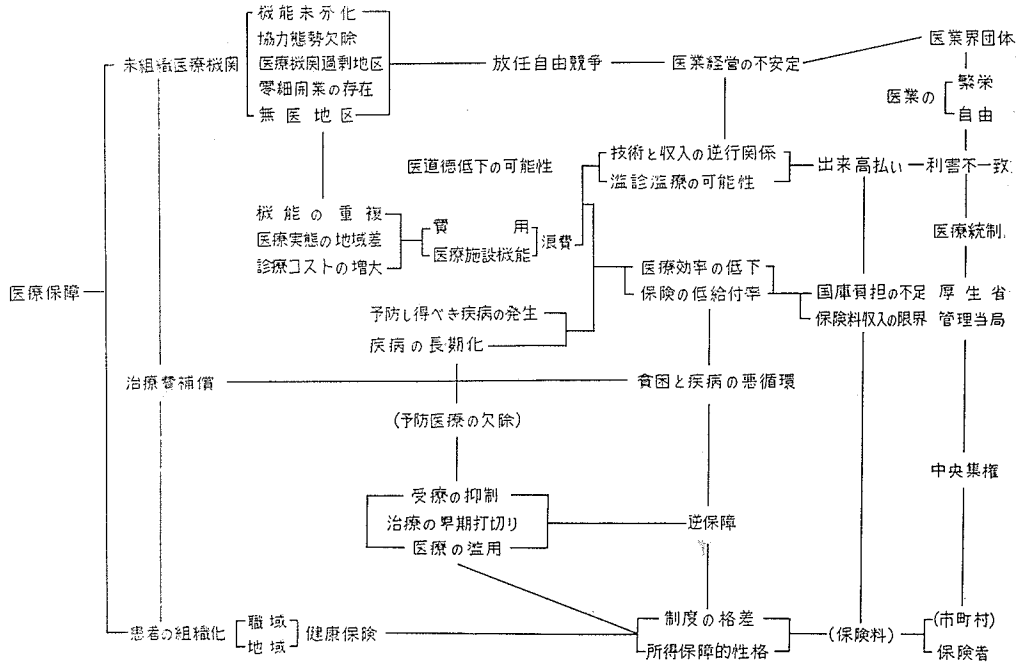 機能未分化
協力態勢欠除
未組織医療機関
医療機関過剰地区
放任自由競争
医業経営の不安定
医業界団体
零細開業の存在
無医地区
医業の
繁栄
自由
医道徳低下の可能性
技術と収入の逆行関係
濫診濫療の可能性
出来高払い
利害不一致
機能の重複
医療実態の地域差
診療コストの増大
費用
医療施設機能
浪費
医療統制
医療保障
医療効率の低下
保険の低給付率
国庫負担の不足
厚生省
保険料収入の限界
管理当局
予防し得べき疾病の発生
疾病の長期化
治療費補償
貧困と疾病の悪循環
(予防医療の欠除)
中央集権
受療の抑制
治療の早期打切り
医療の濫用
逆保障
患者の組織化
職域
地域
健康保険
制度の格差
所得保障的性格
(保険料)
(市町村)
保険者